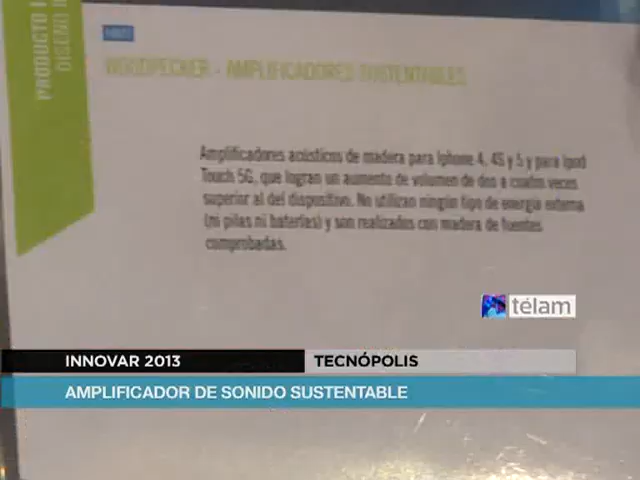 PRODUCTO I
DISEÑO I
WOODPECKER - AMPLIFICADORES SUSTENTABLES
Amplificadores acústicos de madera para Iphone 4, 4S y 5 y para Ipod
Touch 5G, que logran un aumento de volumen de dos a cuatro veces
superior al del dispositivo. No utilizan ningún tipo de energía externa
(ni pilas ni baterías) y son realizados con madera de fuentes
comprobadas.
télam
INNOVAR 2013 TECNÓPOLIS
AMPLIFICADOR DE SONIDO SUSTENTABLE